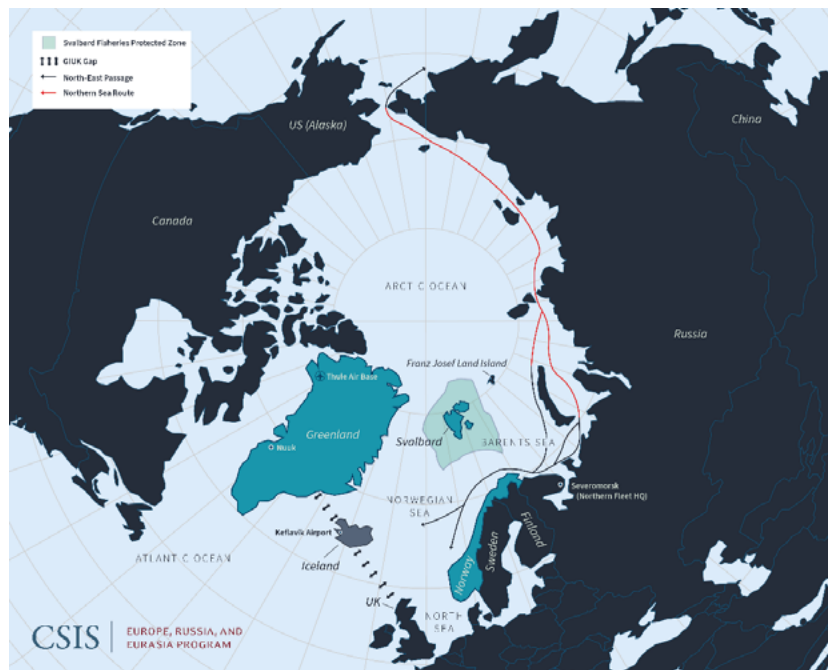 Svalbard Fisheries Protected Zone
GIUK Gap
North-East Passage
Northern Sea Route
US (Alaska)
China
Canada
ARCTIC OCEAN
Russia
Franz Josef Land Island
Thule Air Base
Greenland
Svalbard
BARENTS SEA
Nuuk
Severomorsk
(Northern Fleet HQ)
NORWEGIAN
SEA
Keflavik Airport
Finland
Sweden
Norway
ATLANTIC OCEAN
Iceland
UK
NORTH
SEA
CSIS
EUROPE, RUSSIA, AND
EURASIA PROGRAM